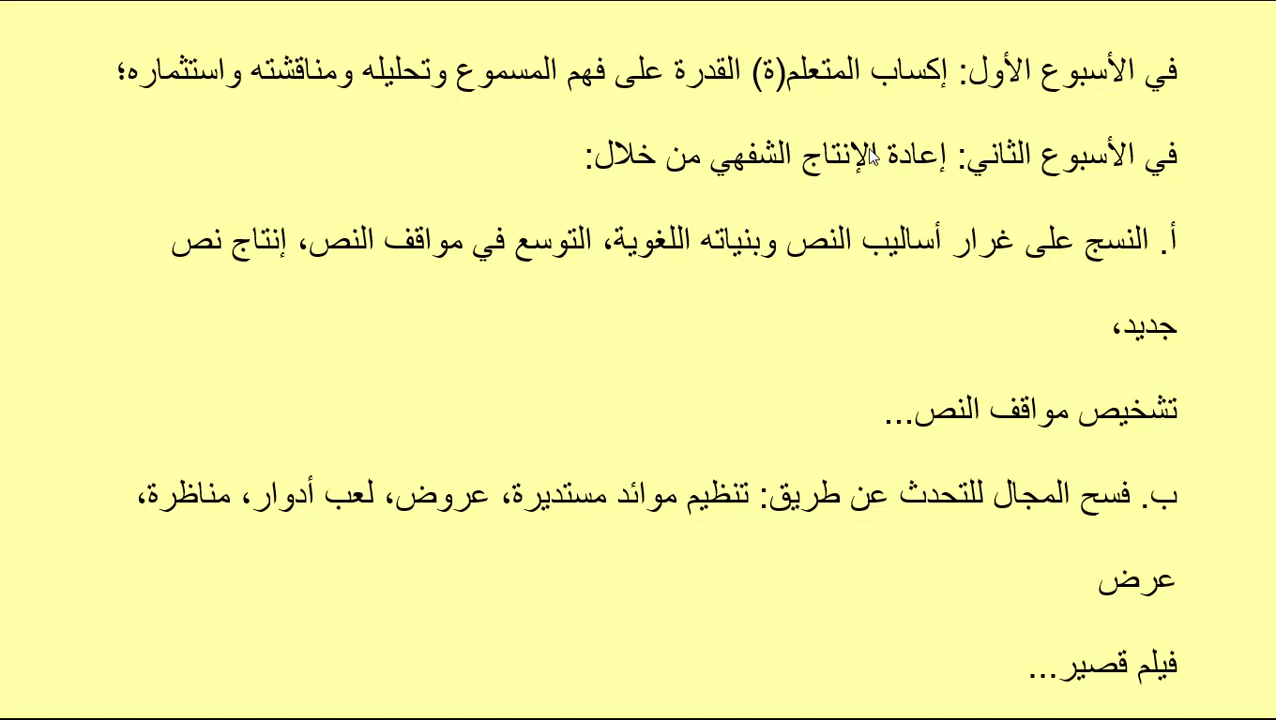 في الأسبوع الأول: إكساب المتعلم(ة) القدرة على فهم المسموع وتحليله ومناقشته واستثماره؛
في الأسبوع الثاني: إعادة الإنتاج الشفهي من خلال:
أ. النسج على غرار أساليب النص وبنياته اللغوية، التوسع في مواقف النص، إنتاج نص
جديد،
تشخيص مواقف النص...
ب. فسح المجال للتحدث عن طريق: تنظيم موائد مستديرة، عروض، لعب أدوار، مناظرة،
عرض
فيلم قصير...